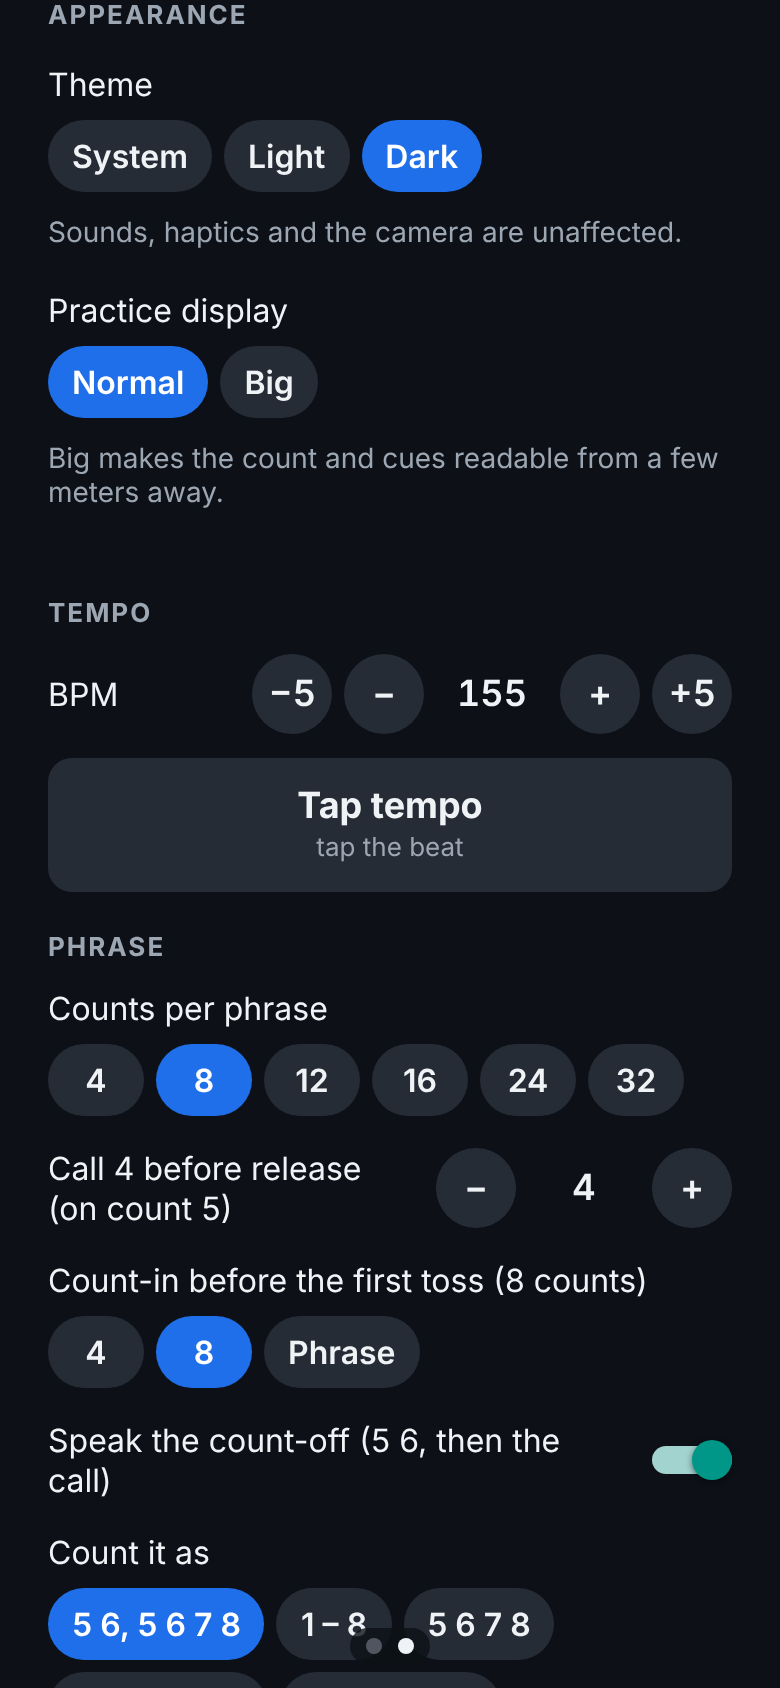 APPEARANCE
Theme
System Light Dark
Sounds, haptics and the camera are unaffected.
Practice display
Normal Big
Big makes the count and cues readable from a few
meters away.
TEMPO
BPM −5 − 155 + +5
Tap tempo
tap the beat
PHRASE
Counts per phrase
4 8 12 16 24 32
Call 4 before release
(on count 5) − 4 +
Count-in before the first toss (8 counts)
4 8 Phrase
Speak the count-off (5 6, then the
call)
Count it as
5 6, 5 6 7 8 1 – 8 5 6 7 8